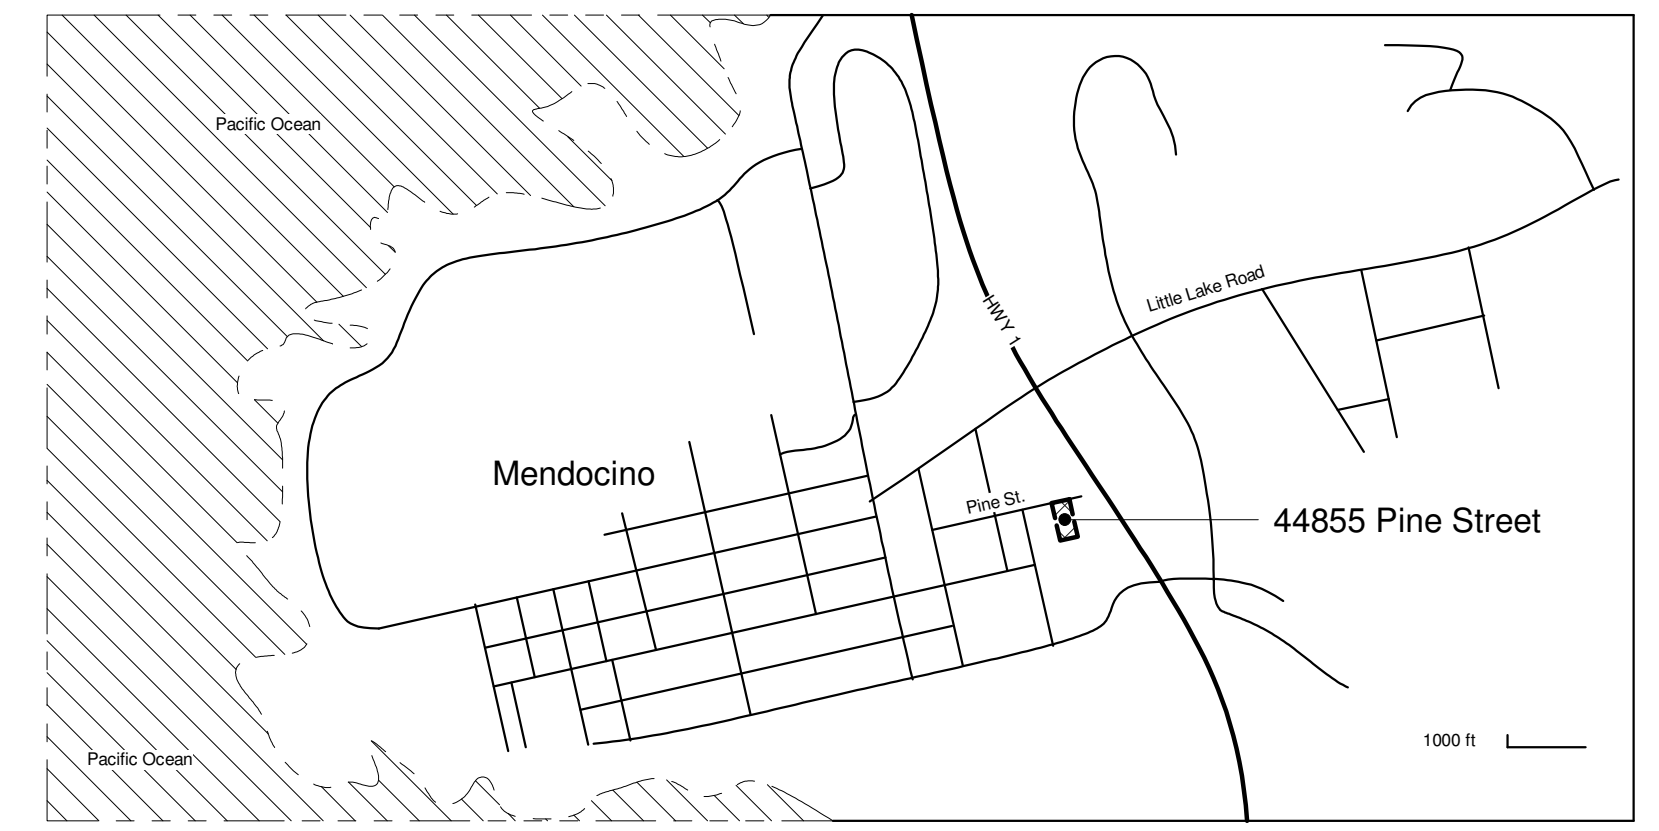 Pacific Ocean
Little Lake Road
HWY 1
Mendocino
Pine St.
44855 Pine Street
1000 ft
Pacific Ocean